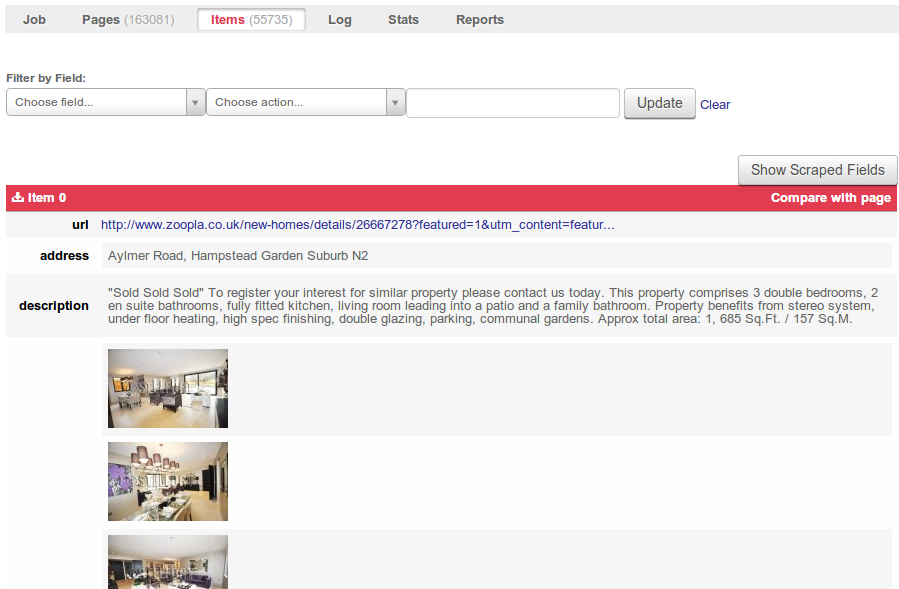 Job Pages (163081) Items (55735) Log Stats Reports
Filter by Field:
Choose field... Choose action... Update Clear
Show Scraped Fields
Item 0 Compare with page
url http://www.zoopla.co.uk/new-homes/details/26667278?featured=1&utm_content=featur...
address Aylmer Road, Hampstead Garden Suburb N2
"Sold Sold Sold" To register your interest for similar property please contact us today. This property comprises 3 double bedrooms, 2
description en suite bathrooms, fully fitted kitchen, living room leading into a patio and a family bathroom. Property benefits from stereo system,
under floor heating, high spec finishing, double glazing, parking, communal gardens. Approx total area: 1, 685 Sq.Ft. / 157 Sq.M.